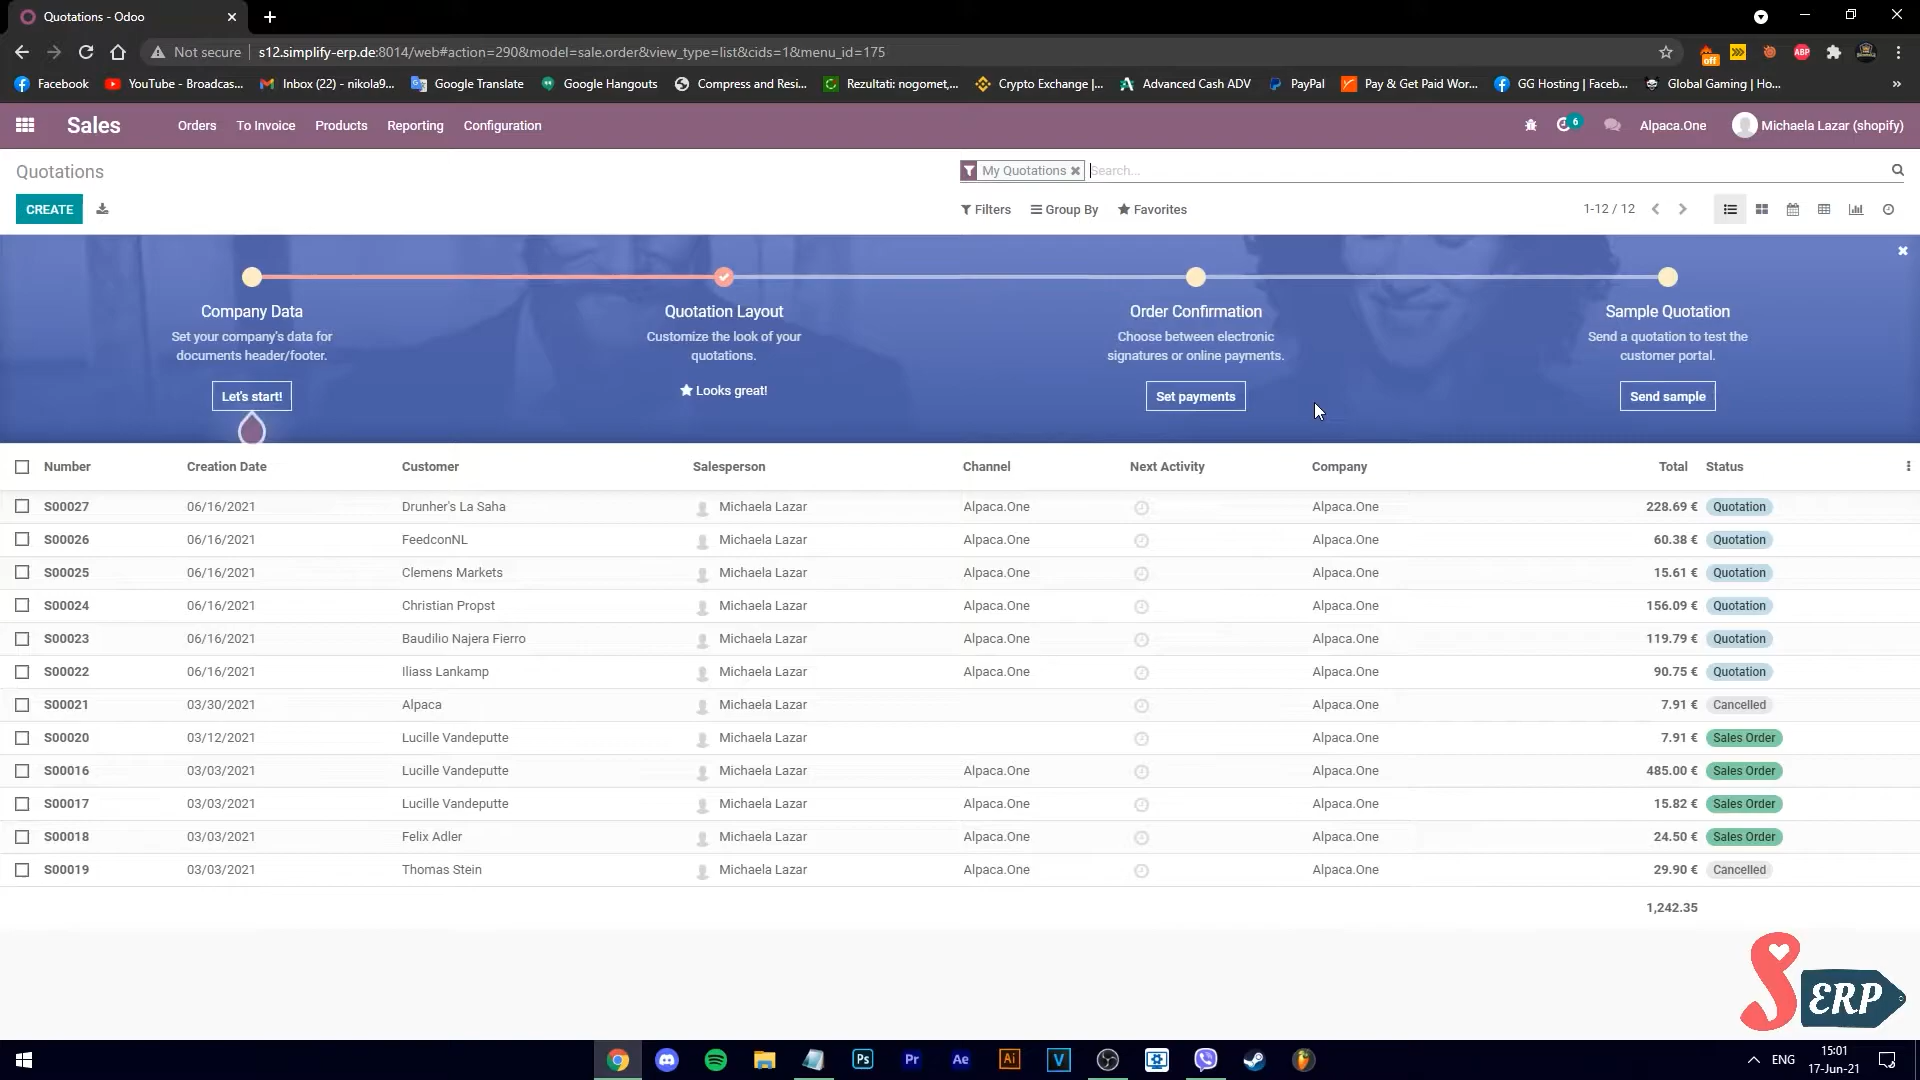 Quotations - Odoo
Not secure s12.simplify-erp.de:8014/web#action=290&model=sale.order&view_type=list&cids=1&menu_id=175
off ABP
Facebook YouTube - Broadcas... Inbox (22) - nikola9... Google Translate Google Hangouts Compress and Resi... Rezultati: nogomet,... Crypto Exchange |... Advanced Cash ADV PayPal Pay & Get Paid Wor... GG Hosting | Faceb... Global Gaming | Ho... »
Sales Orders To Invoice Products Reporting Configuration 6 Alpaca.One Michaela Lazar (shopify)
Quotations My Quotations Search...
CREATE Filters Group By Favorites 1-12 / 12
Company Data Quotation Layout Order Confirmation Sample Quotation
Set your company's data for Customize the look of your Choose between electronic Send a quotation to test the
documents header/footer. quotations. signatures or online payments. customer portal.
Let's start! Looks great! Set payments Send sample
Number Creation Date Customer Salesperson Channel Next Activity Company Total Status
S00027 06/16/2021 Drunher's La Saha Michaela Lazar Alpaca.One Alpaca.One 228.69 € Quotation
S00026 06/16/2021 FeedconNL Michaela Lazar Alpaca.One Alpaca.One 60.38 € Quotation
S00025 06/16/2021 Clemens Markets Michaela Lazar Alpaca.One Alpaca.One 15.61 € Quotation
S00024 06/16/2021 Christian Propst Michaela Lazar Alpaca.One Alpaca.One 156.09 € Quotation
S00023 06/16/2021 Baudilio Najera Fierro Michaela Lazar Alpaca.One Alpaca.One 119.79 € Quotation
S00022 06/16/2021 Iliass Lankamp Michaela Lazar Alpaca.One Alpaca.One 90.75 € Quotation
S00021 03/30/2021 Alpaca Michaela Lazar Alpaca.One 7.91 € Cancelled
S00020 03/12/2021 Lucille Vandeputte Michaela Lazar Alpaca.One 7.91 € Sales Order
S00016 03/03/2021 Lucille Vandeputte Michaela Lazar Alpaca.One Alpaca.One 485.00 € Sales Order
S00017 03/03/2021 Lucille Vandeputte Michaela Lazar Alpaca.One Alpaca.One 15.82 € Sales Order
S00018 03/03/2021 Felix Adler Michaela Lazar Alpaca.One Alpaca.One 24.50 € Sales Order
S00019 03/03/2021 Thomas Stein Michaela Lazar Alpaca.One Alpaca.One 29.90 € Cancelled
1,242.35
S ERP
Ps Pr Ae Ai V ENG 15:01
17-Jun-21